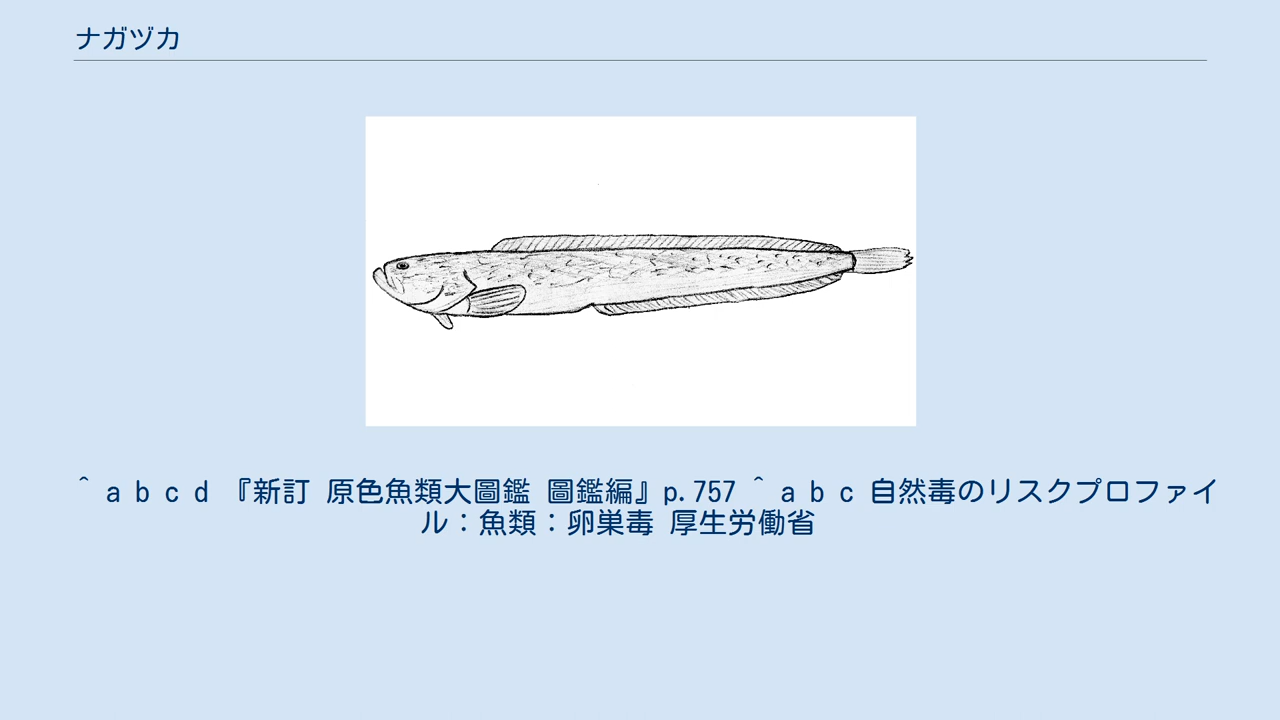 ナガヅカ
^ a b c d 『新訂 原色魚類大圖鑑 圖鑑編』p.757 ^ a b c 自然毒のリスクプロファイ
ル：魚類：卵巣毒 厚生労働省